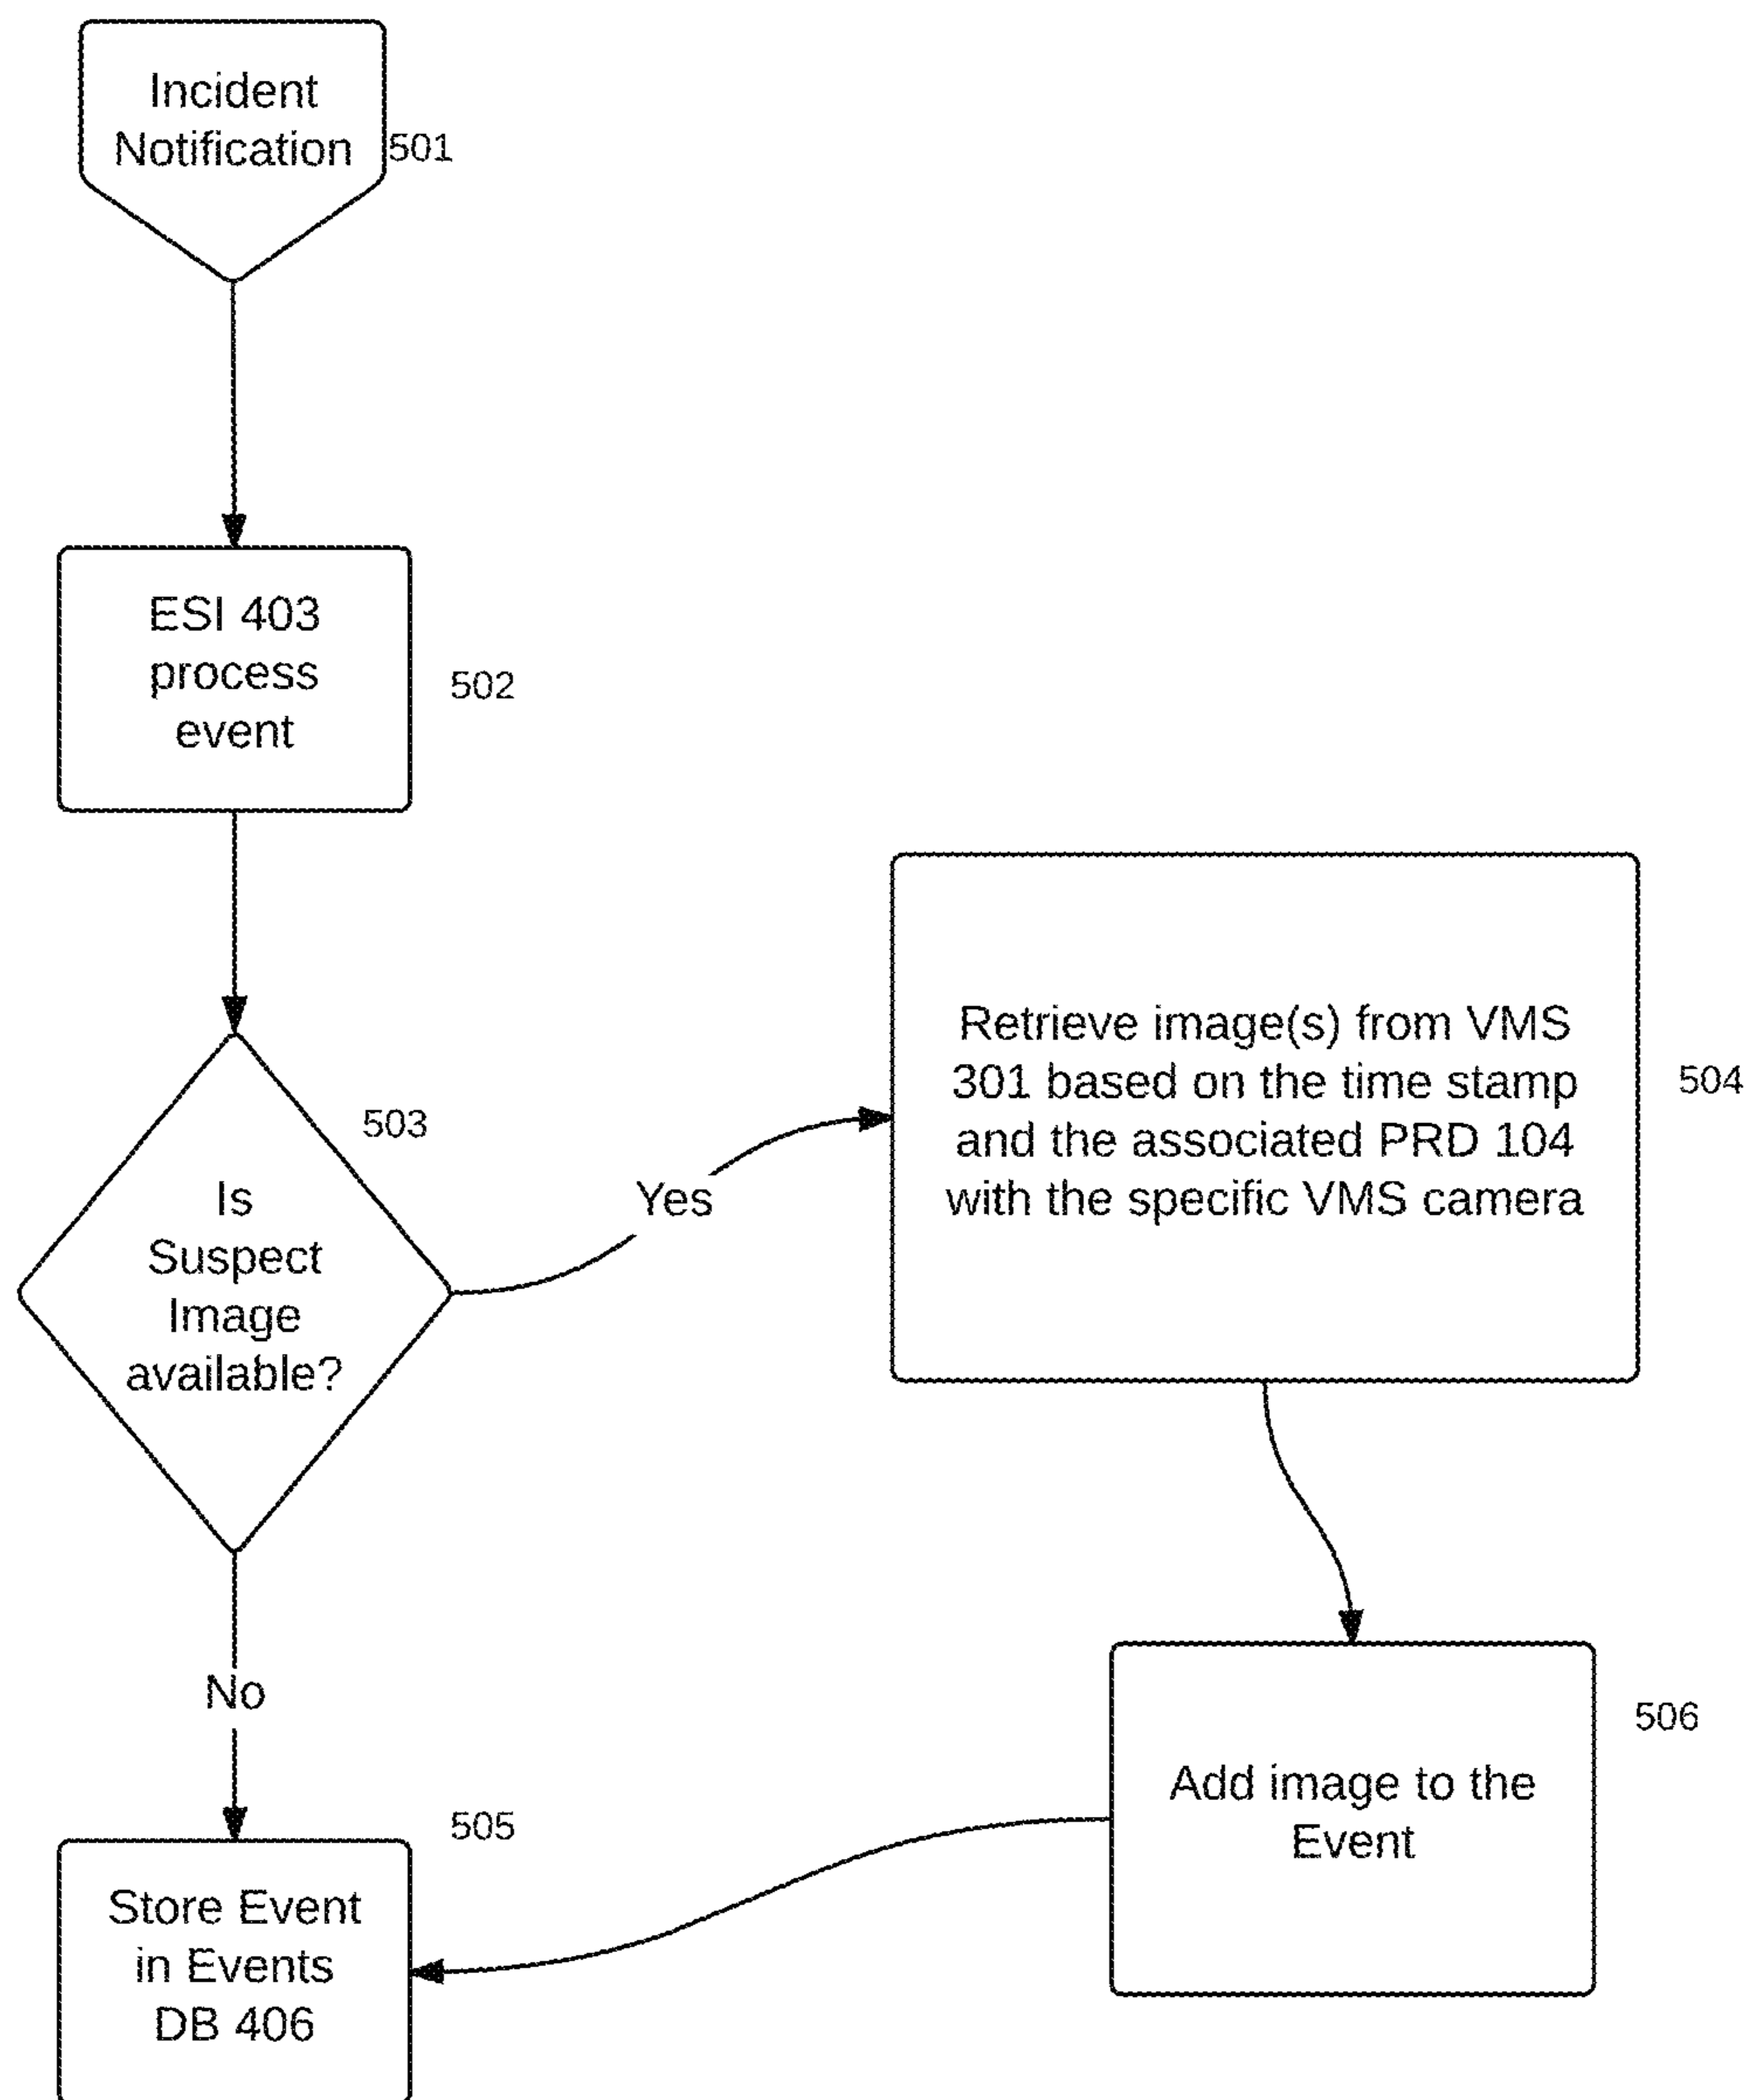 Incident
Notification
501
ESI 403
process
event
502
503
Is
Suspect
Image
available?
Yes
Retrieve image(s) from VMS
301 based on the time stamp
and the associated PRD 104
with the specific VMS camera
504
No
505
Store Event
in Events
DB 406
506
Add image to the
Event